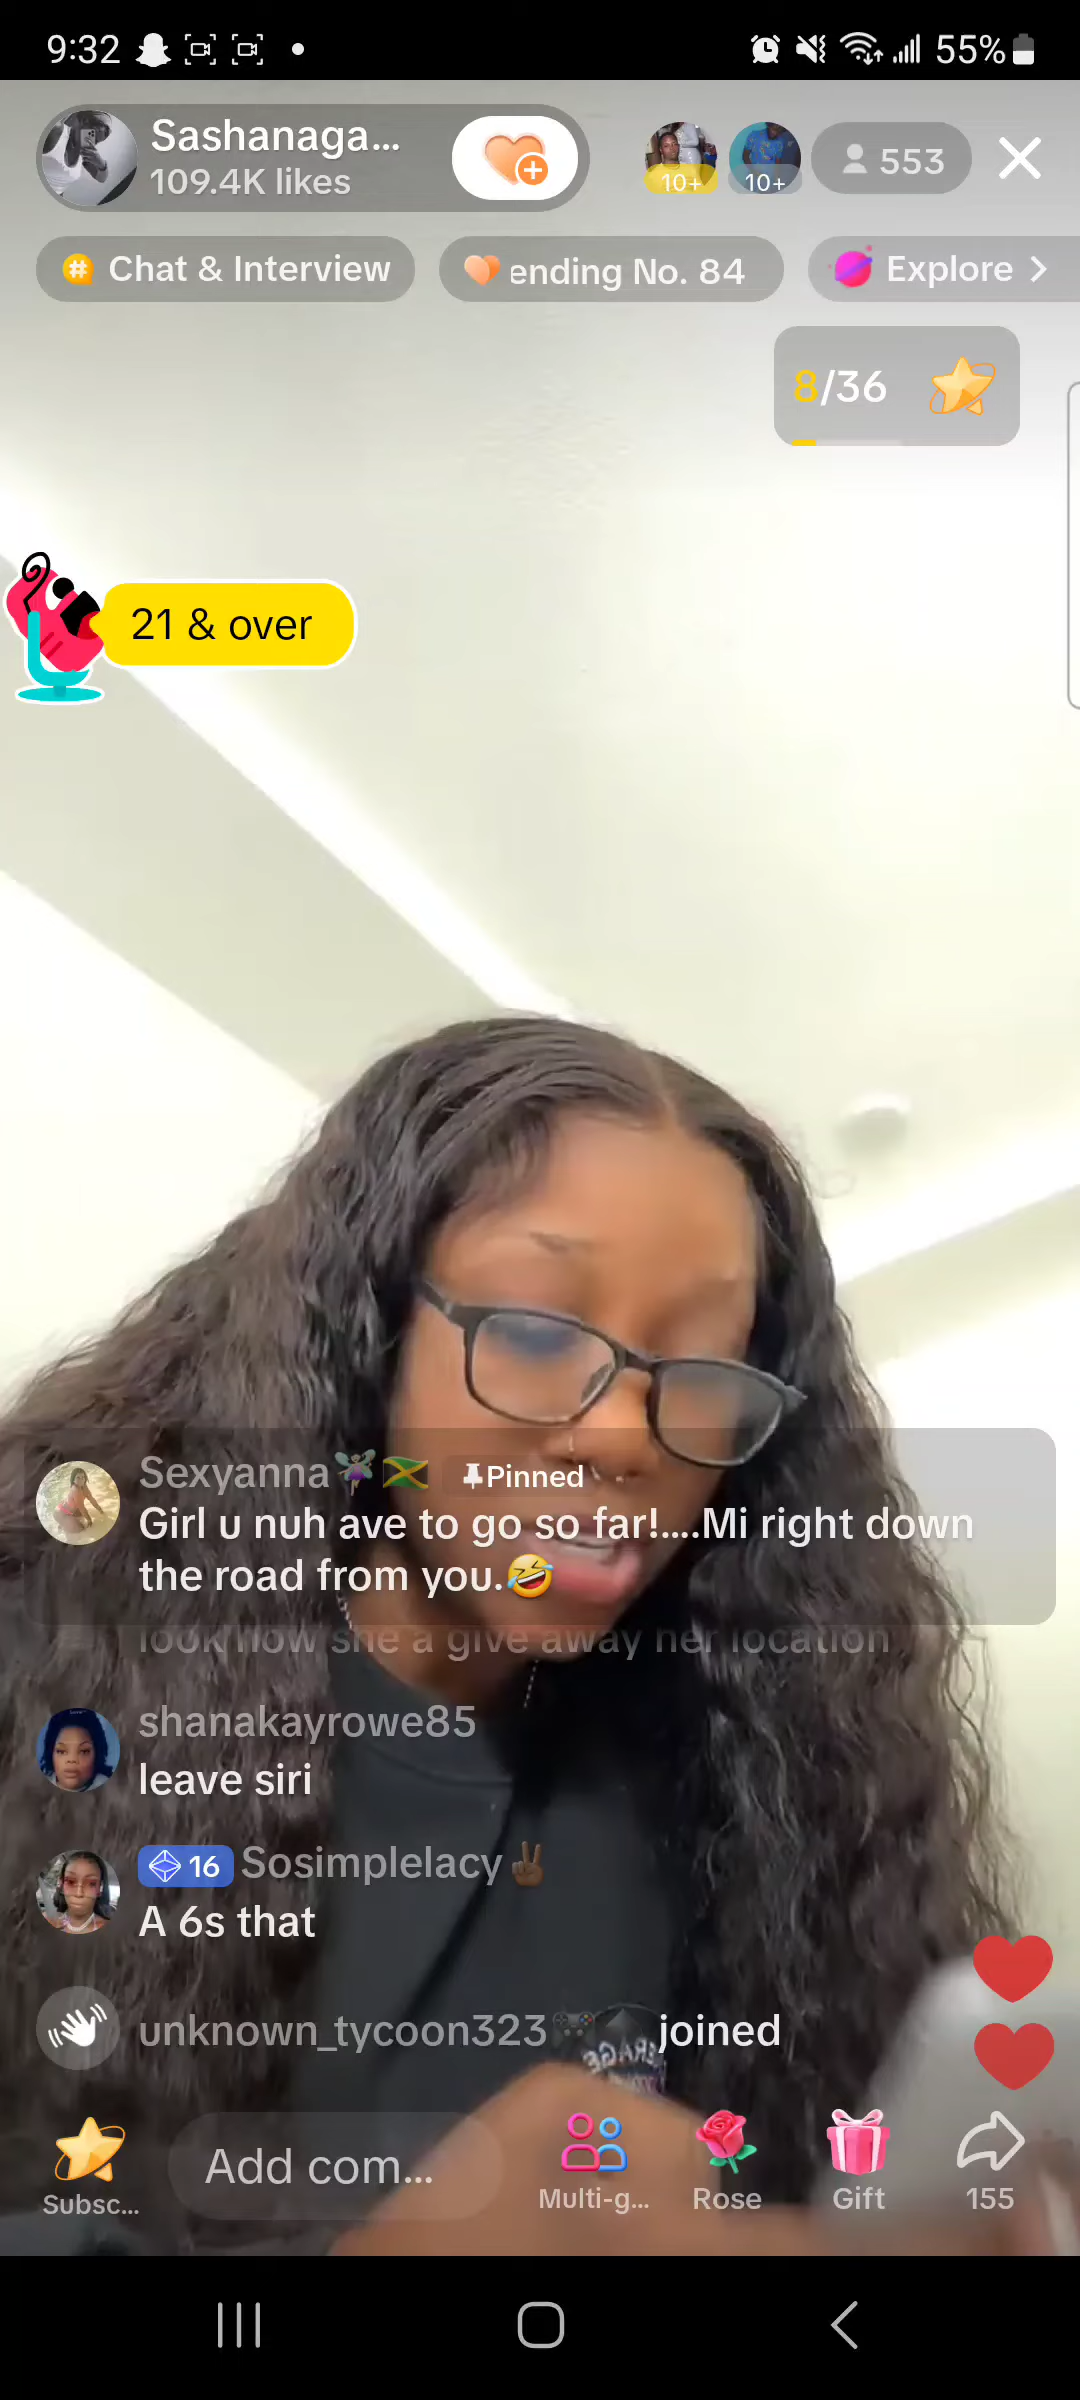 9:32
55%
Sashanaga...
109.4K likes
10+
10+
553
Chat & Interview
ending No. 84
Explore
8/36
21 & over
Sexyanna🧚🏾‍♀️🇯🇲 Pinned
Girl u nuh ave to go so far!....Mi right down
the road from you.🤣
look how she a give away her location
shanakayrowe85
leave siri
16 Sosimplelacy✌🏾
A 6s that
unknown_tycoon323🎮 joined
Subsc...
Add com...
Multi-g...
Rose
Gift
155